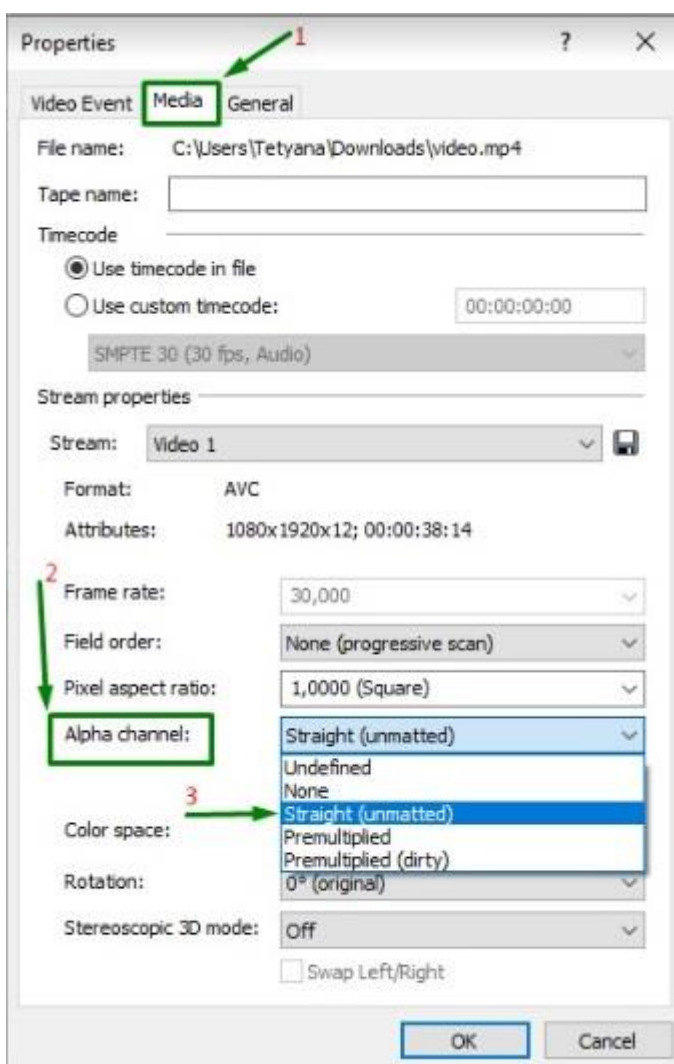 Properties
1
?
Video Event Media General
File name: C:\Users\Tetyana\Downloads\video.mp4
Tape name:
Timecode
Use timecode in file
Use custom timecode: 00:00:00:00
SMPTE 30 (30 fps, Audio)
Stream properties
Stream: Video 1
Format: AVC
Attributes: 1080x1920x12; 00:00:38:14
2
Frame rate: 30,000
Field order: None (progressive scan)
Pixel aspect ratio: 1,0000 (Square)
Alpha channel: Straight (unmatted)
Undefined
None
3
Straight (unmatted)
Color space:
Premultiplied
Premultiplied (dirty)
Rotation: 0° (original)
Stereoscopic 3D mode: Off
Swap Left/Right
OK Cancel